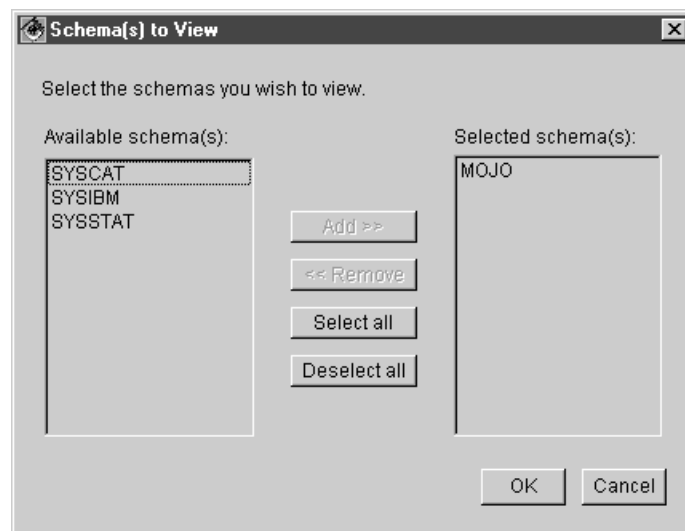 Schema(s) to View
Select the schemas you wish to view.
Available schema(s):
SYSCAT
SYSIBM
SYSSTAT
Add >>
<< Remove
Select all
Deselect all
Selected schema(s):
MOJO
OK
Cancel